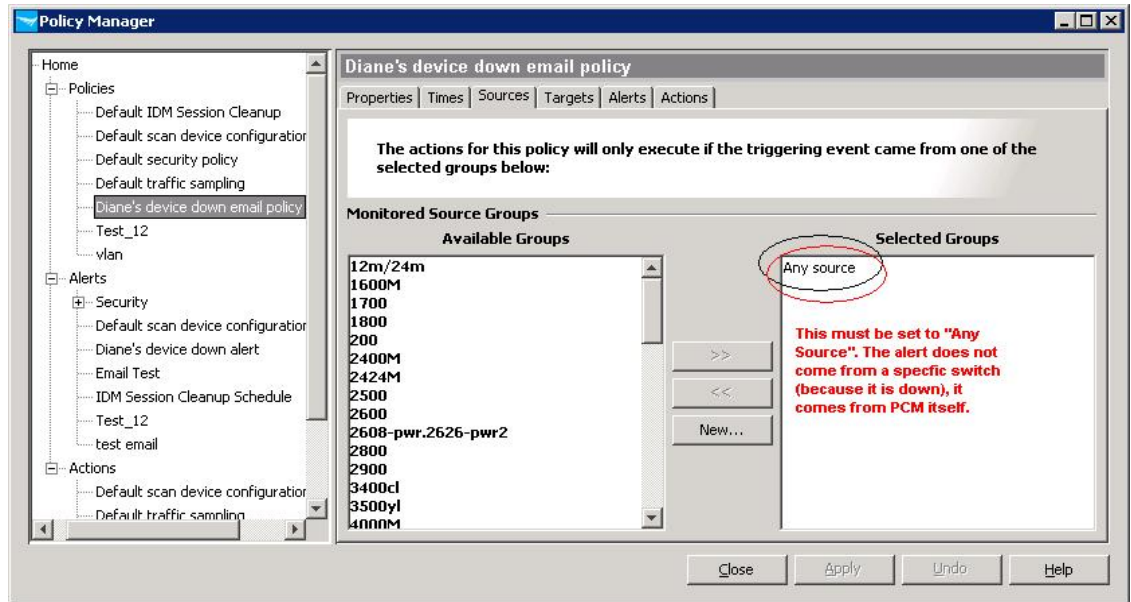 Policy Manager
Home
Policies
Default IDM Session Cleanup
Default scan device configuration
Default security policy
Default traffic sampling
Diane's device down email policy
Test_12
vlan
Alerts
Security
Default scan device configuration
Diane's device down alert
Email Test
IDM Session Cleanup Schedule
Test_12
test email
Actions
Default scan device configuration
Default traffic sampling
Diane's device down email policy
Properties Times Sources Targets Alerts Actions
The actions for this policy will only execute if the triggering event came from one of the
selected groups below:
Monitored Source Groups
Available Groups
12m/24m
1600M
1700
1800
200
2400M
2424M
2500
2600
2608-pwr.2626-pwr2
2800
2900
3400cl
3500yl
4000M
>>
<<
New...
Selected Groups
Any source
This must be set to "Any
Source". The alert does not
come from a specfic switch
(because it is down), it
comes from PCM itself.
Close Apply Undo Help